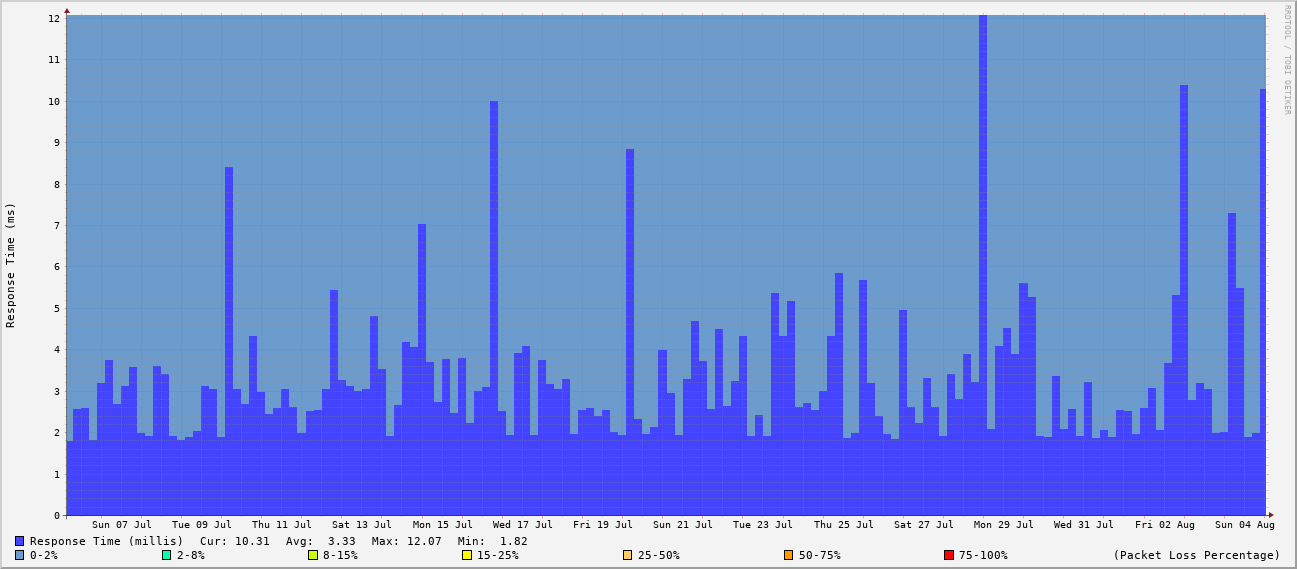 RRDTOOL / TOBI OETIKER
Response Time (ms)
12
11
10
9
8
7
6
5
4
3
2
1
0
Sun 07 Jul Tue 09 Jul Thu 11 Jul Sat 13 Jul Mon 15 Jul Wed 17 Jul Fri 19 Jul Sun 21 Jul Tue 23 Jul Thu 25 Jul Sat 27 Jul Mon 29 Jul Wed 31 Jul Fri 02 Aug Sun 04 Aug
Response Time (millis) Cur: 10.31 Avg: 3.33 Max: 12.07 Min: 1.82
0-2% 2-8% 8-15% 15-25% 25-50% 50-75% 75-100% (Packet Loss Percentage)